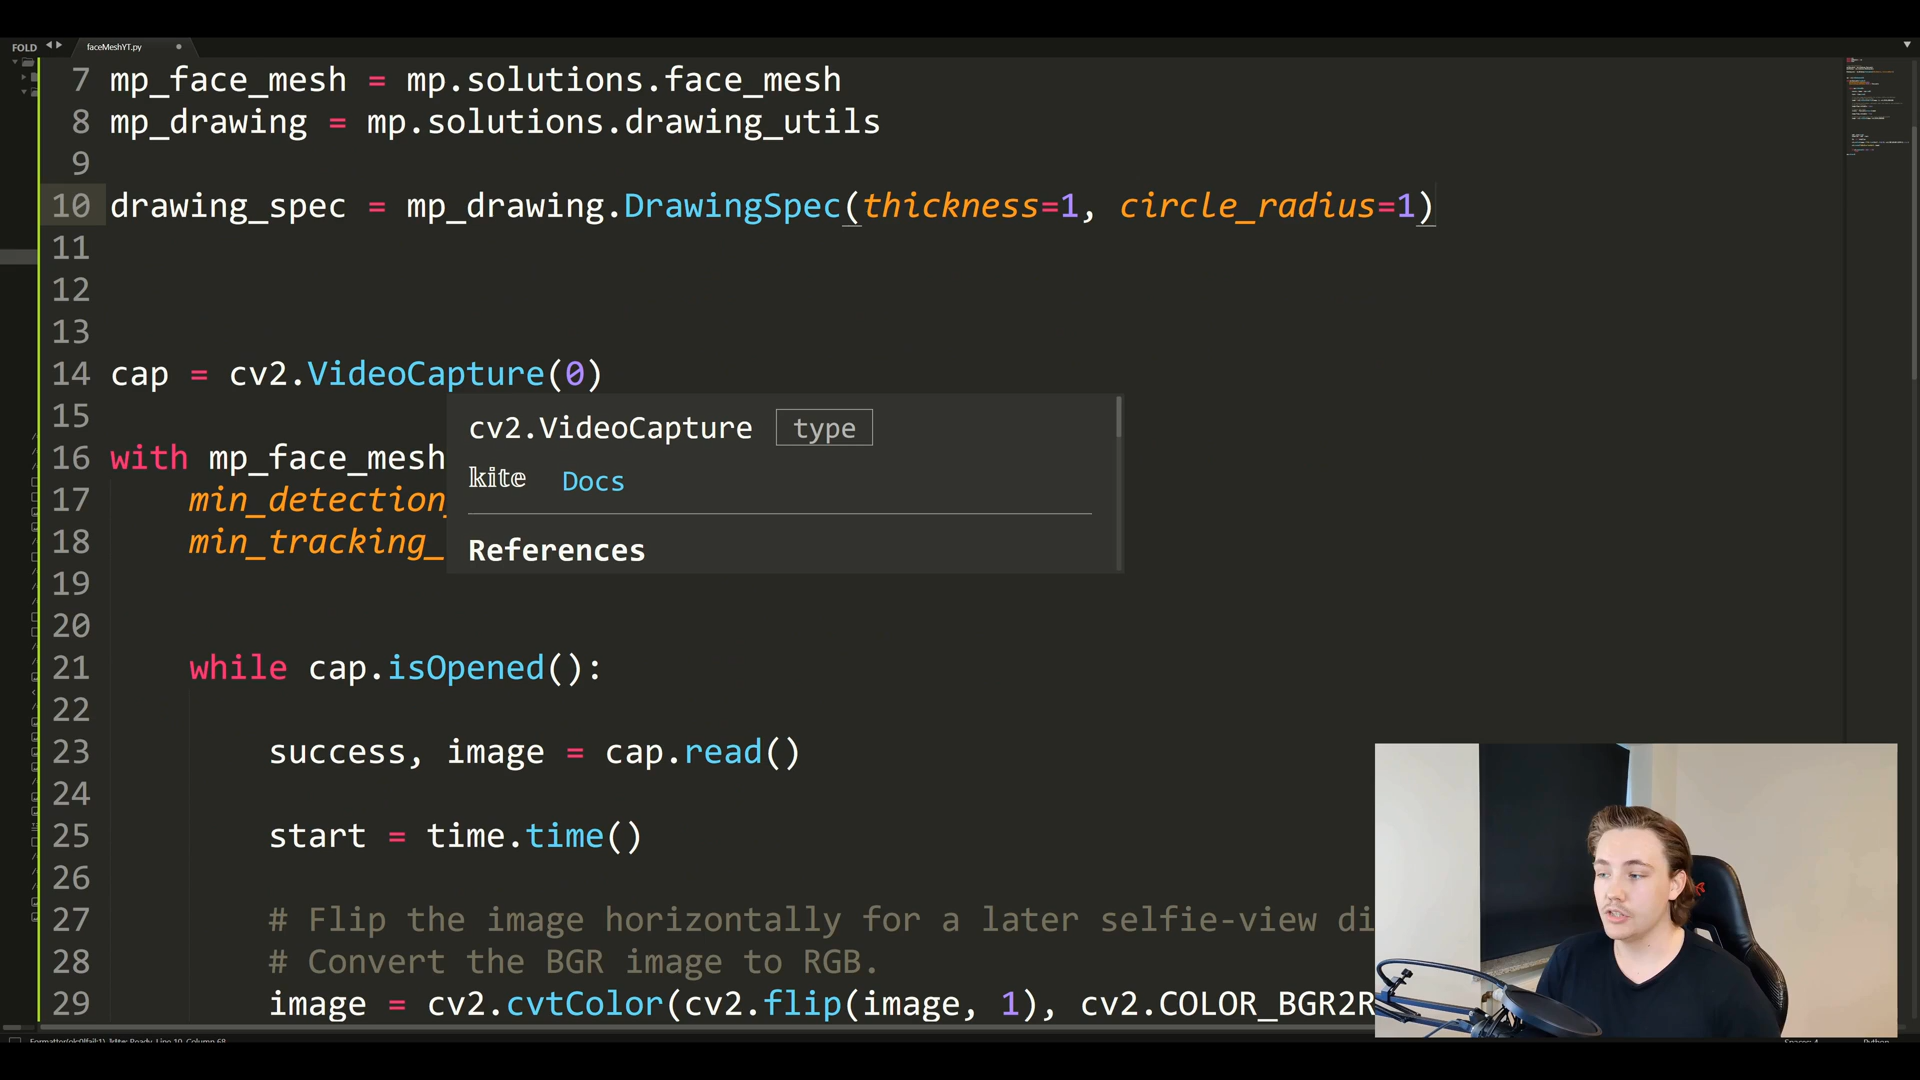 FOLD
faceMeshYT.py
7 mp_face_mesh = mp.solutions.face_mesh
8 mp_drawing = mp.solutions.drawing_utils
9
10 drawing_spec = mp_drawing.DrawingSpec(thickness=1, circle_radius=1)
11
12
13
14 cap = cv2.VideoCapture(0)
15
cv2.VideoCapture type
16 with mp_face_mesh
kite Docs
17 min_detection_
18 min_tracking_
References
19
20
21 while cap.isOpened():
22
23 success, image = cap.read()
24
25 start = time.time()
26
27 # Flip the image horizontally for a later selfie-view di
28 # Convert the BGR image to RGB.
29 image = cv2.cvtColor(cv2.flip(image, 1), cv2.COLOR_BGR2R